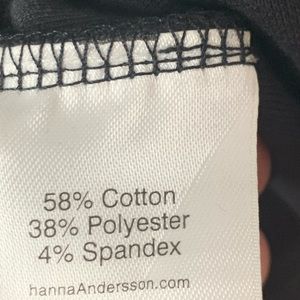 58% Cotton
38% Polyester
4% Spandex
hannaAndersson.com